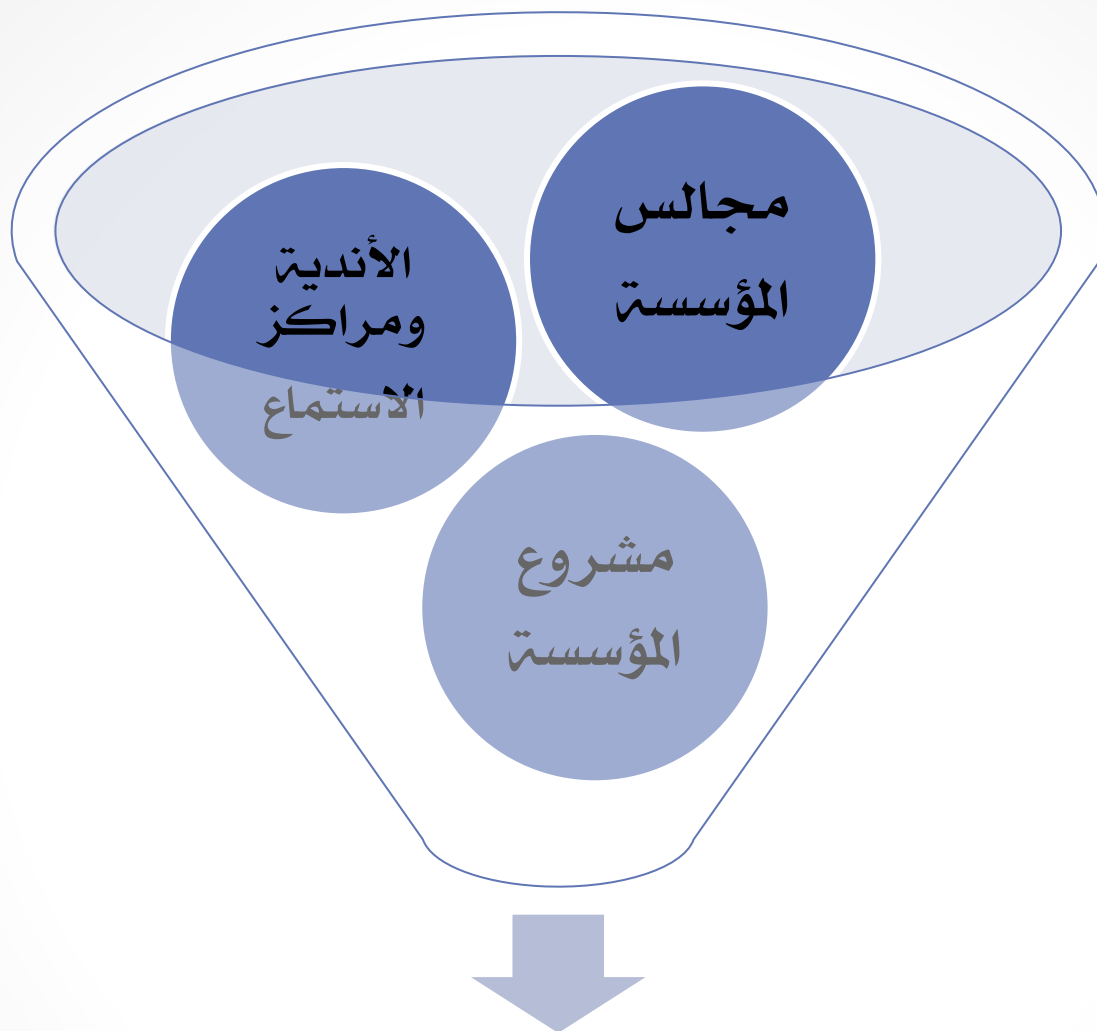 مجالس
المؤسسة
الأندية
ومراكز
الاستماع
مشروع
المؤسسة